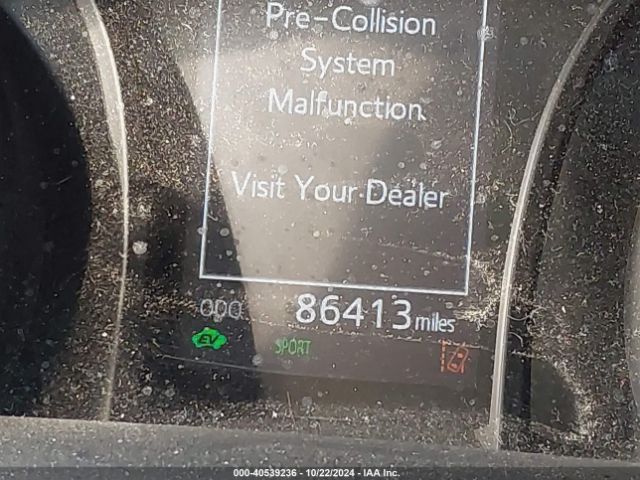 Pre-Collision
System
Malfunction
Visit Your Dealer
ODO 86413 miles
EV SPORT
000-40539236 - 10/22/2024 - IAA Inc.